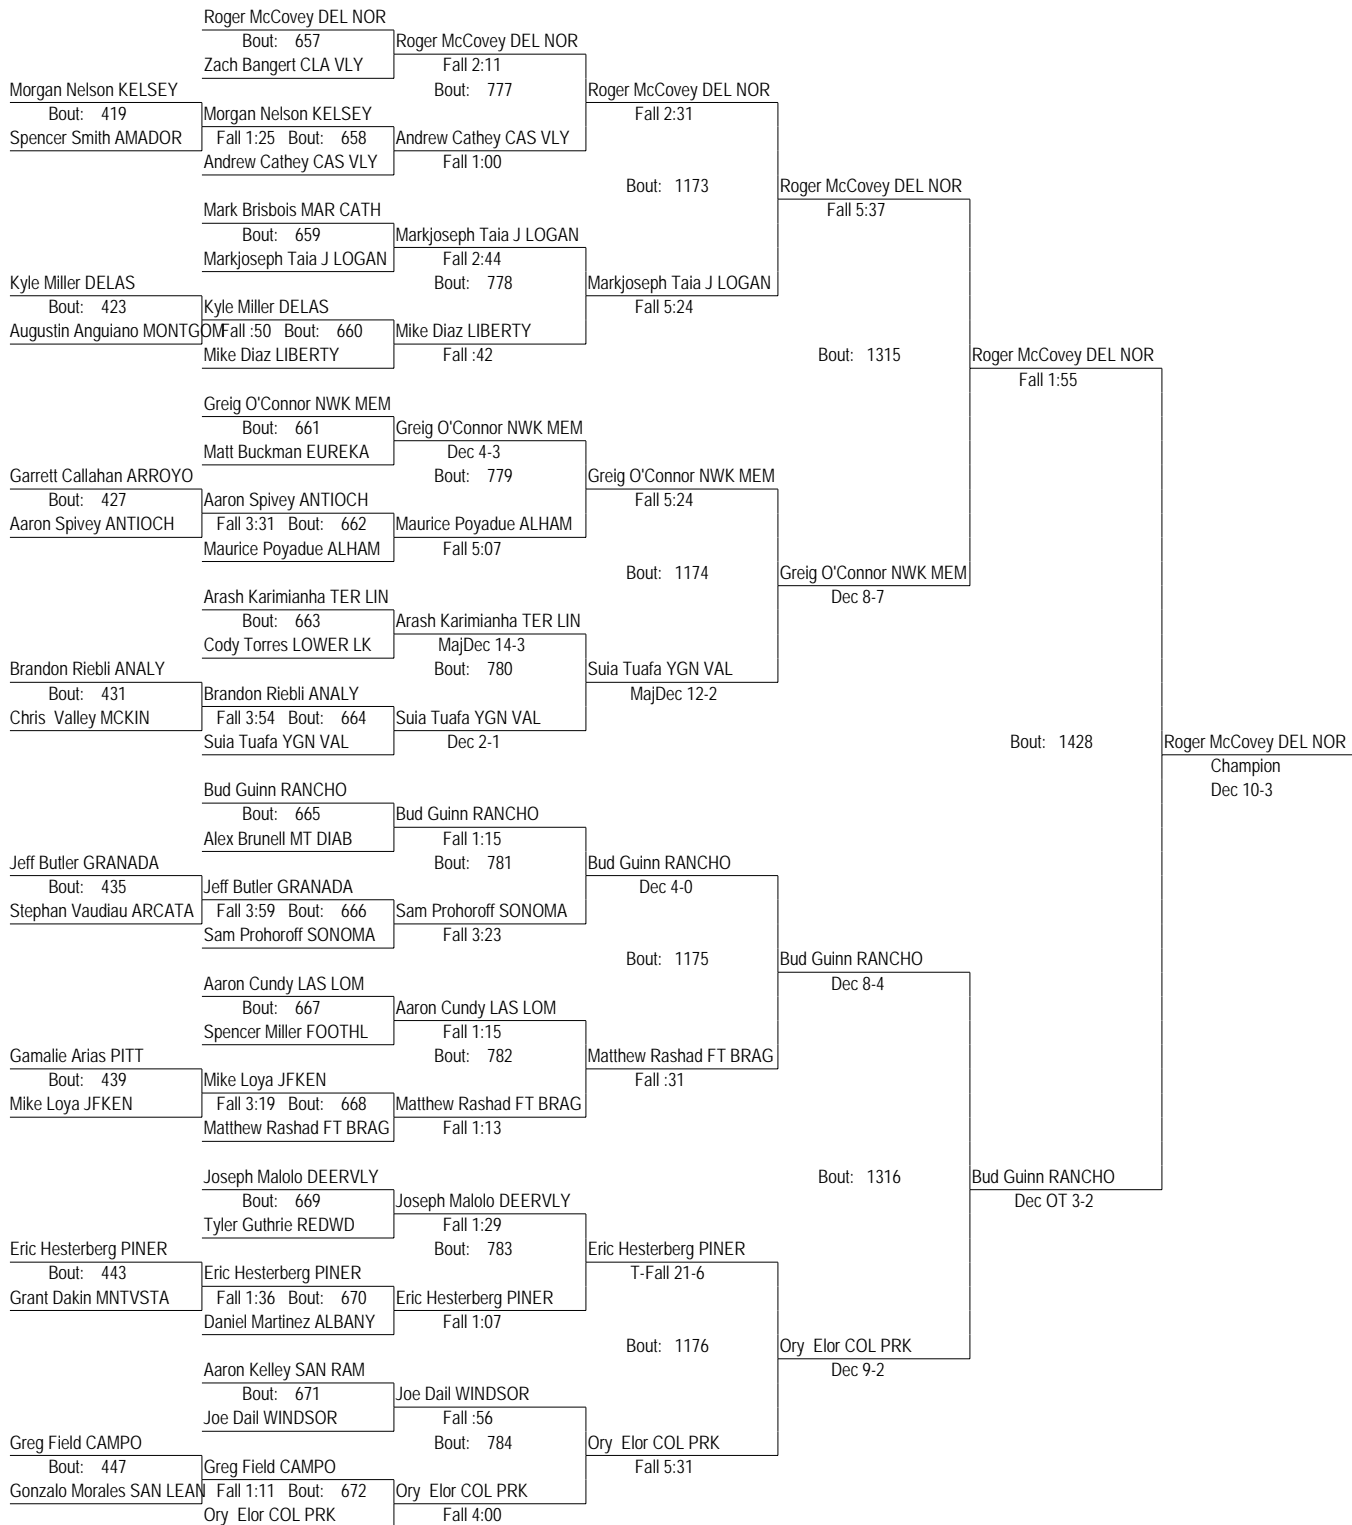 Roger McCovey DEL NOR
Bout: 657
Roger McCovey DEL NOR
Zach Bangert CLA VLY
Fall 2:11
Morgan Nelson KELSEY
Bout: 777
Roger McCovey DEL NOR
Bout: 419
Morgan Nelson KELSEY
Fall 2:31
Spencer Smith AMADOR
Fall 1:25 Bout: 658
Andrew Cathey CAS VLY
Andrew Cathey CAS VLY
Fall 1:00
Bout: 1173
Roger McCovey DEL NOR
Mark Brisbois MAR CATH
Fall 5:37
Bout: 659
Markjoseph Taia J LOGAN
Markjoseph Taia J LOGAN
Fall 2:44
Kyle Miller DELAS
Bout: 778
Markjoseph Taia J LOGAN
Bout: 423
Kyle Miller DELAS
Fall 5:24
Augustin Anguiano MONTGOM
Fall :50 Bout: 660
Mike Diaz LIBERTY
Mike Diaz LIBERTY
Fall :42
Bout: 1315
Roger McCovey DEL NOR
Fall 1:55
Greig O'Connor NWK MEM
Bout: 661
Greig O'Connor NWK MEM
Matt Buckman EUREKA
Dec 4-3
Garrett Callahan ARROYO
Bout: 779
Greig O'Connor NWK MEM
Bout: 427
Aaron Spivey ANTIOCH
Fall 5:24
Aaron Spivey ANTIOCH
Fall 3:31 Bout: 662
Maurice Poyadue ALHAM
Maurice Poyadue ALHAM
Fall 5:07
Bout: 1174
Greig O'Connor NWK MEM
Arash Karimianha TER LIN
Dec 8-7
Bout: 663
Arash Karimianha TER LIN
Cody Torres LOWER LK
MajDec 14-3
Brandon Riebli ANALY
Bout: 780
Suia Tuafa YGN VAL
Bout: 431
Brandon Riebli ANALY
MajDec 12-2
Chris Valley MCKIN
Fall 3:54 Bout: 664
Suia Tuafa YGN VAL
Suia Tuafa YGN VAL
Dec 2-1
Bout: 1428
Roger McCovey DEL NOR
Champion
Dec 10-3
Bud Guinn RANCHO
Bout: 665
Bud Guinn RANCHO
Alex Brunell MT DIAB
Fall 1:15
Jeff Butler GRANADA
Bout: 781
Bud Guinn RANCHO
Bout: 435
Jeff Butler GRANADA
Dec 4-0
Stephan Vaudiau ARCATA
Fall 3:59 Bout: 666
Sam Prohoroff SONOMA
Sam Prohoroff SONOMA
Fall 3:23
Bout: 1175
Bud Guinn RANCHO
Aaron Cundy LAS LOM
Dec 8-4
Bout: 667
Aaron Cundy LAS LOM
Spencer Miller FOOTHL
Fall 1:15
Gamalie Arias PITT
Bout: 782
Matthew Rashad FT BRAG
Bout: 439
Mike Loya JFKEN
Fall :31
Mike Loya JFKEN
Fall 3:19 Bout: 668
Matthew Rashad FT BRAG
Matthew Rashad FT BRAG
Fall 1:13
Joseph Malolo DEERVLY
Bout: 1316
Bud Guinn RANCHO
Bout: 669
Joseph Malolo DEERVLY
Dec OT 3-2
Tyler Guthrie REDWD
Fall 1:29
Eric Hesterberg PINER
Bout: 783
Eric Hesterberg PINER
Bout: 443
Eric Hesterberg PINER
T-Fall 21-6
Grant Dakin MNTVSTA
Fall 1:36 Bout: 670
Eric Hesterberg PINER
Daniel Martinez ALBANY
Fall 1:07
Bout: 1176
Ory Elor COL PRK
Aaron Kelley SAN RAM
Dec 9-2
Bout: 671
Joe Dail WINDSOR
Joe Dail WINDSOR
Fall :56
Greg Field CAMPO
Bout: 784
Ory Elor COL PRK
Bout: 447
Greg Field CAMPO
Fall 5:31
Gonzalo Morales SAN LEAN
Fall 1:11 Bout: 672
Ory Elor COL PRK
Ory Elor COL PRK
Fall 4:00